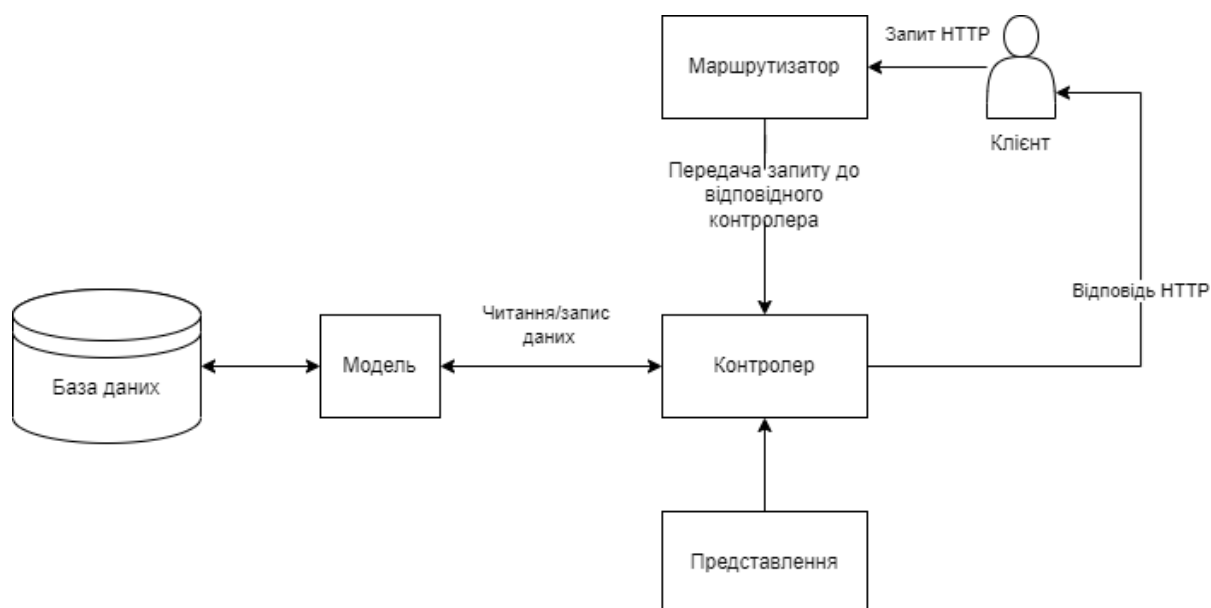 Запит HTTP
Маршрутизатор
Клієнт
Передача запиту до
відповідного
контролера
Відповідь HTTP
Читання/запис
даних
База даних
Модель
Контролер
Представлення